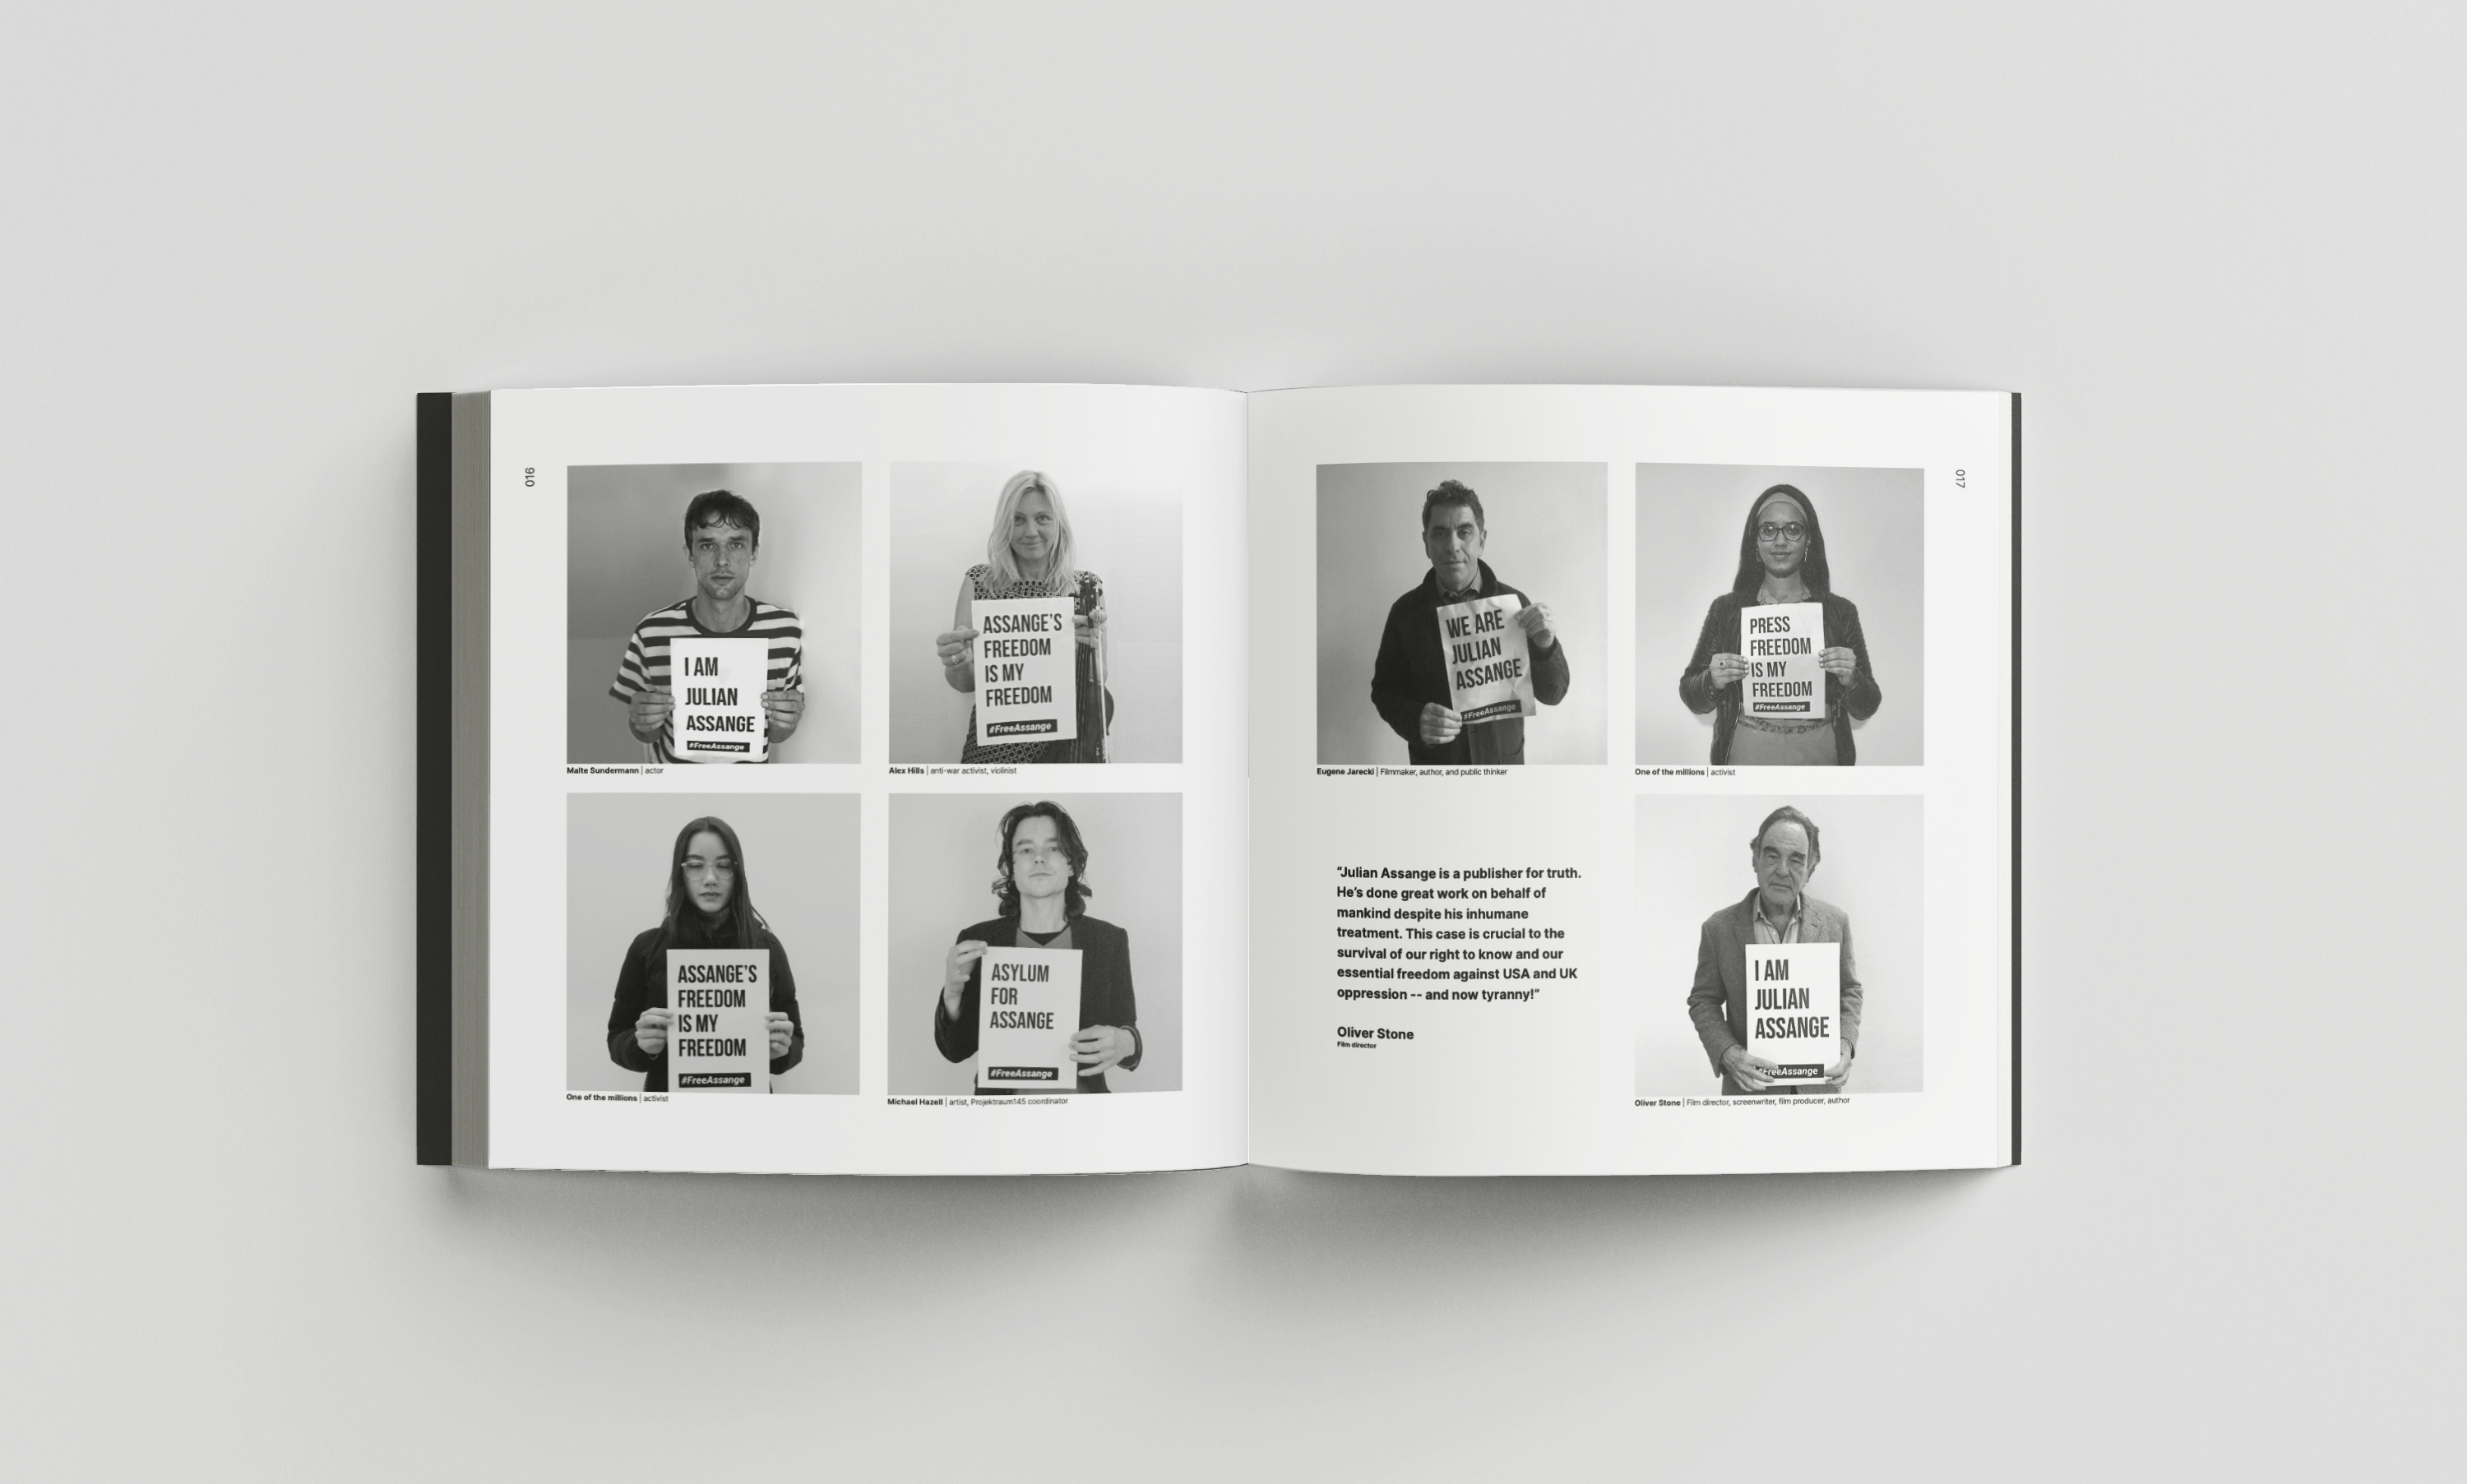 016
I AM
JULIAN
ASSANGE
#FreeAssange
Malte Sundermann | actor
ASSANGE'S
FREEDOM
IS MY
FREEDOM
#FreeAssange
Alex Hills | anti-war activist, violinist
ASSANGE'S
FREEDOM
IS MY
FREEDOM
#FreeAssange
One of the millions | activist
ASYLUM
FOR
ASSANGE
#FreeAssange
Michael Hazell | artist, Projektraum145 coordinator
017
WE ARE
JULIAN
ASSANGE
#FreeAssange
Eugene Jarecki | Filmmaker, author, and public thinker
PRESS
FREEDOM
IS MY
FREEDOM
#FreeAssange
One of the millions | activist
"Julian Assange is a publisher for truth.
He's done great work on behalf of
mankind despite his inhumane
treatment. This case is crucial to the
survival of our right to know and our
essential freedom against USA and UK
oppression -- and now tyranny!"
Oliver Stone
Film director
I AM
JULIAN
ASSANGE
#FreeAssange
Oliver Stone | Film director, screenwriter, film producer, author